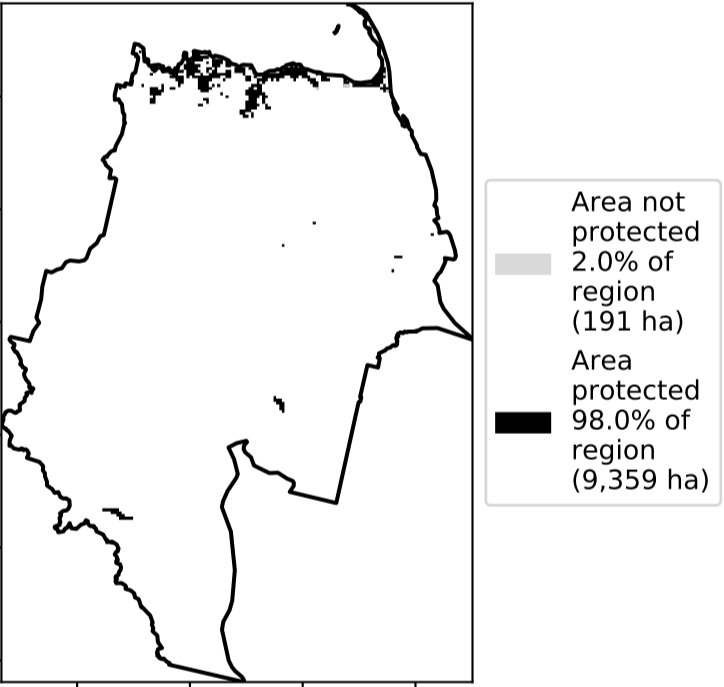 Area not
protected
2.0% of
region
(191 ha)
Area
protected
98.0% of
region
(9,359 ha)